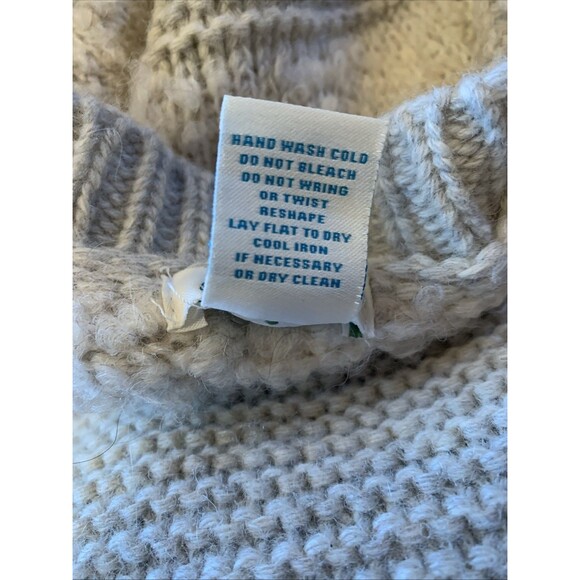 HAND WASH COLD
DO NOT BLEACH
DO NOT WRING
OR TWIST
RESHAPE
LAY FLAT TO DRY
COOL IRON
IF NECESSARY
OR DRY CLEAN